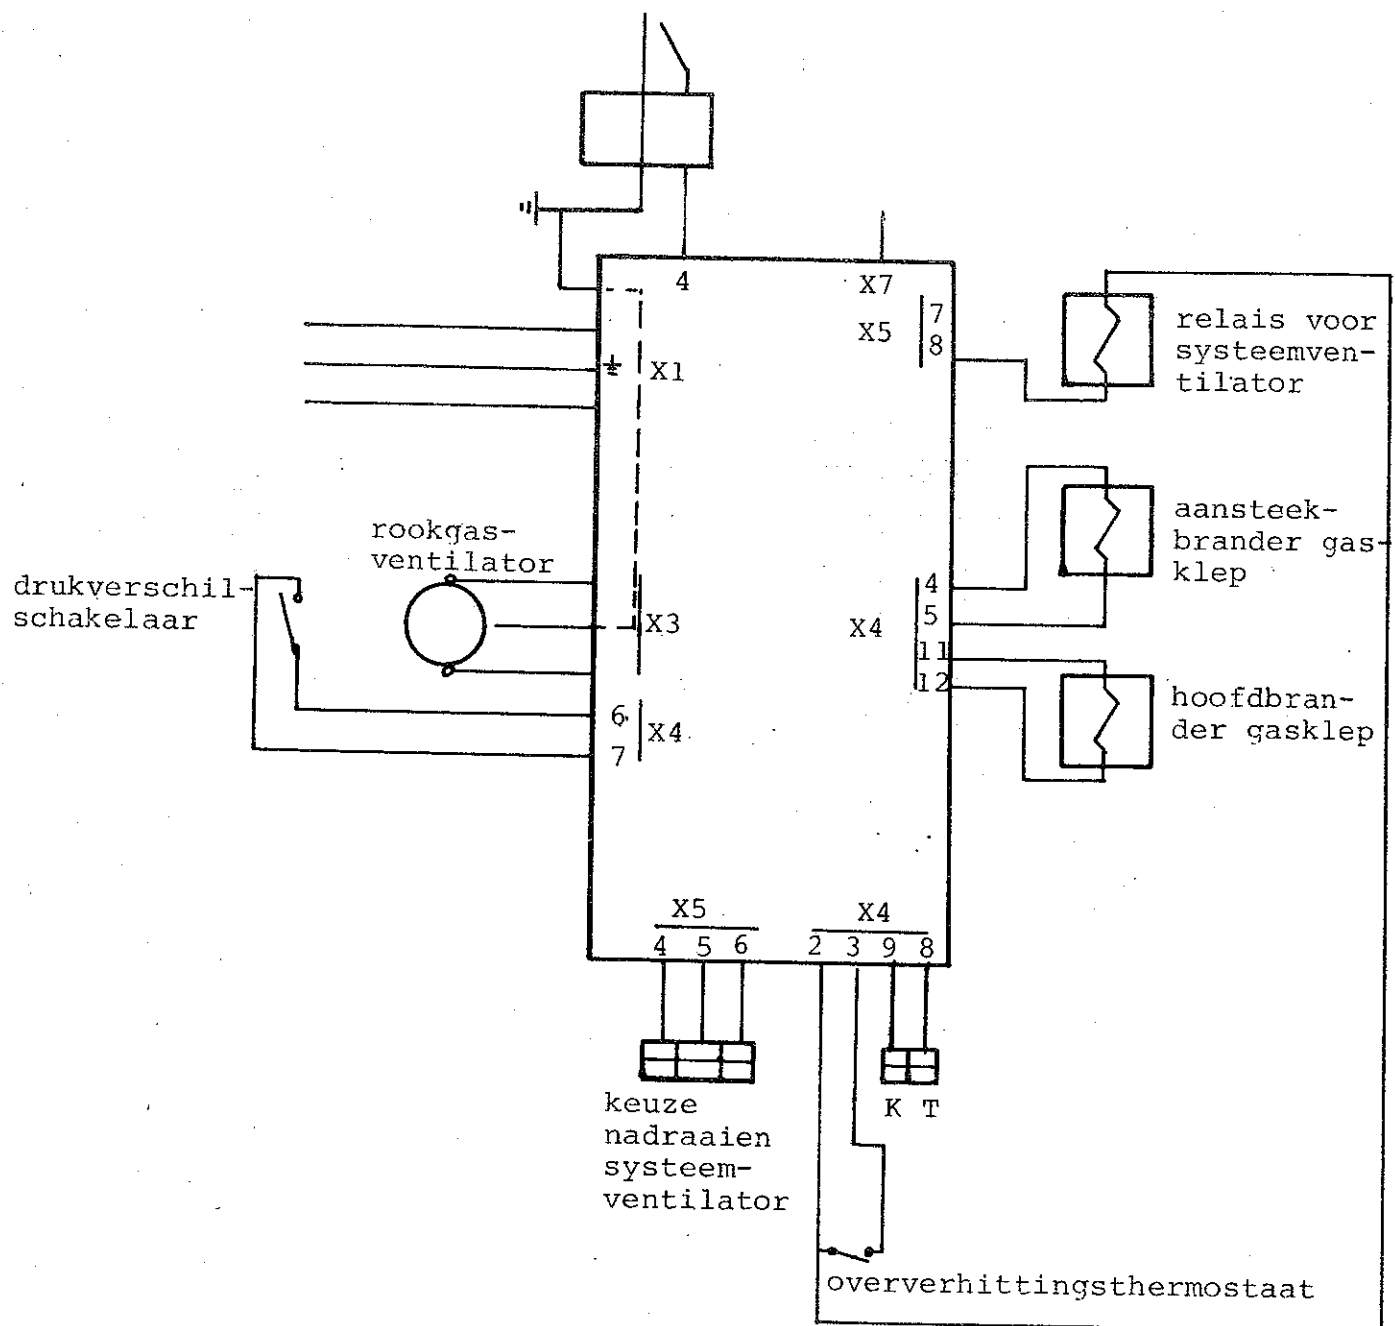 4
X7
X5
7
8
relais voor
systeemven-
tilator
X1
rookgas-
ventilator
drukverschil-
schakelaar
X3
aansteek-
brander gas-
klep
4
5
X4
11
12
hoofdbran-
der gasklep
6
7
X4
X5
4 5 6
X4
2 3 9 8
keuze
nadraaien
systeem-
ventilator
K T
oververhittingsthermostaat